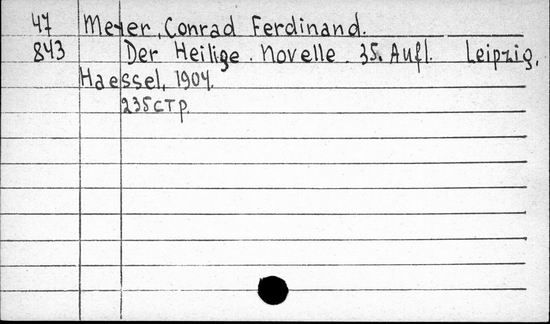 47 Meyer, Conrad Ferdinand.
843 Der Heilige. Novelle. 35. Aufl. Leipzig,
Haessel, 1904.
235 стр.